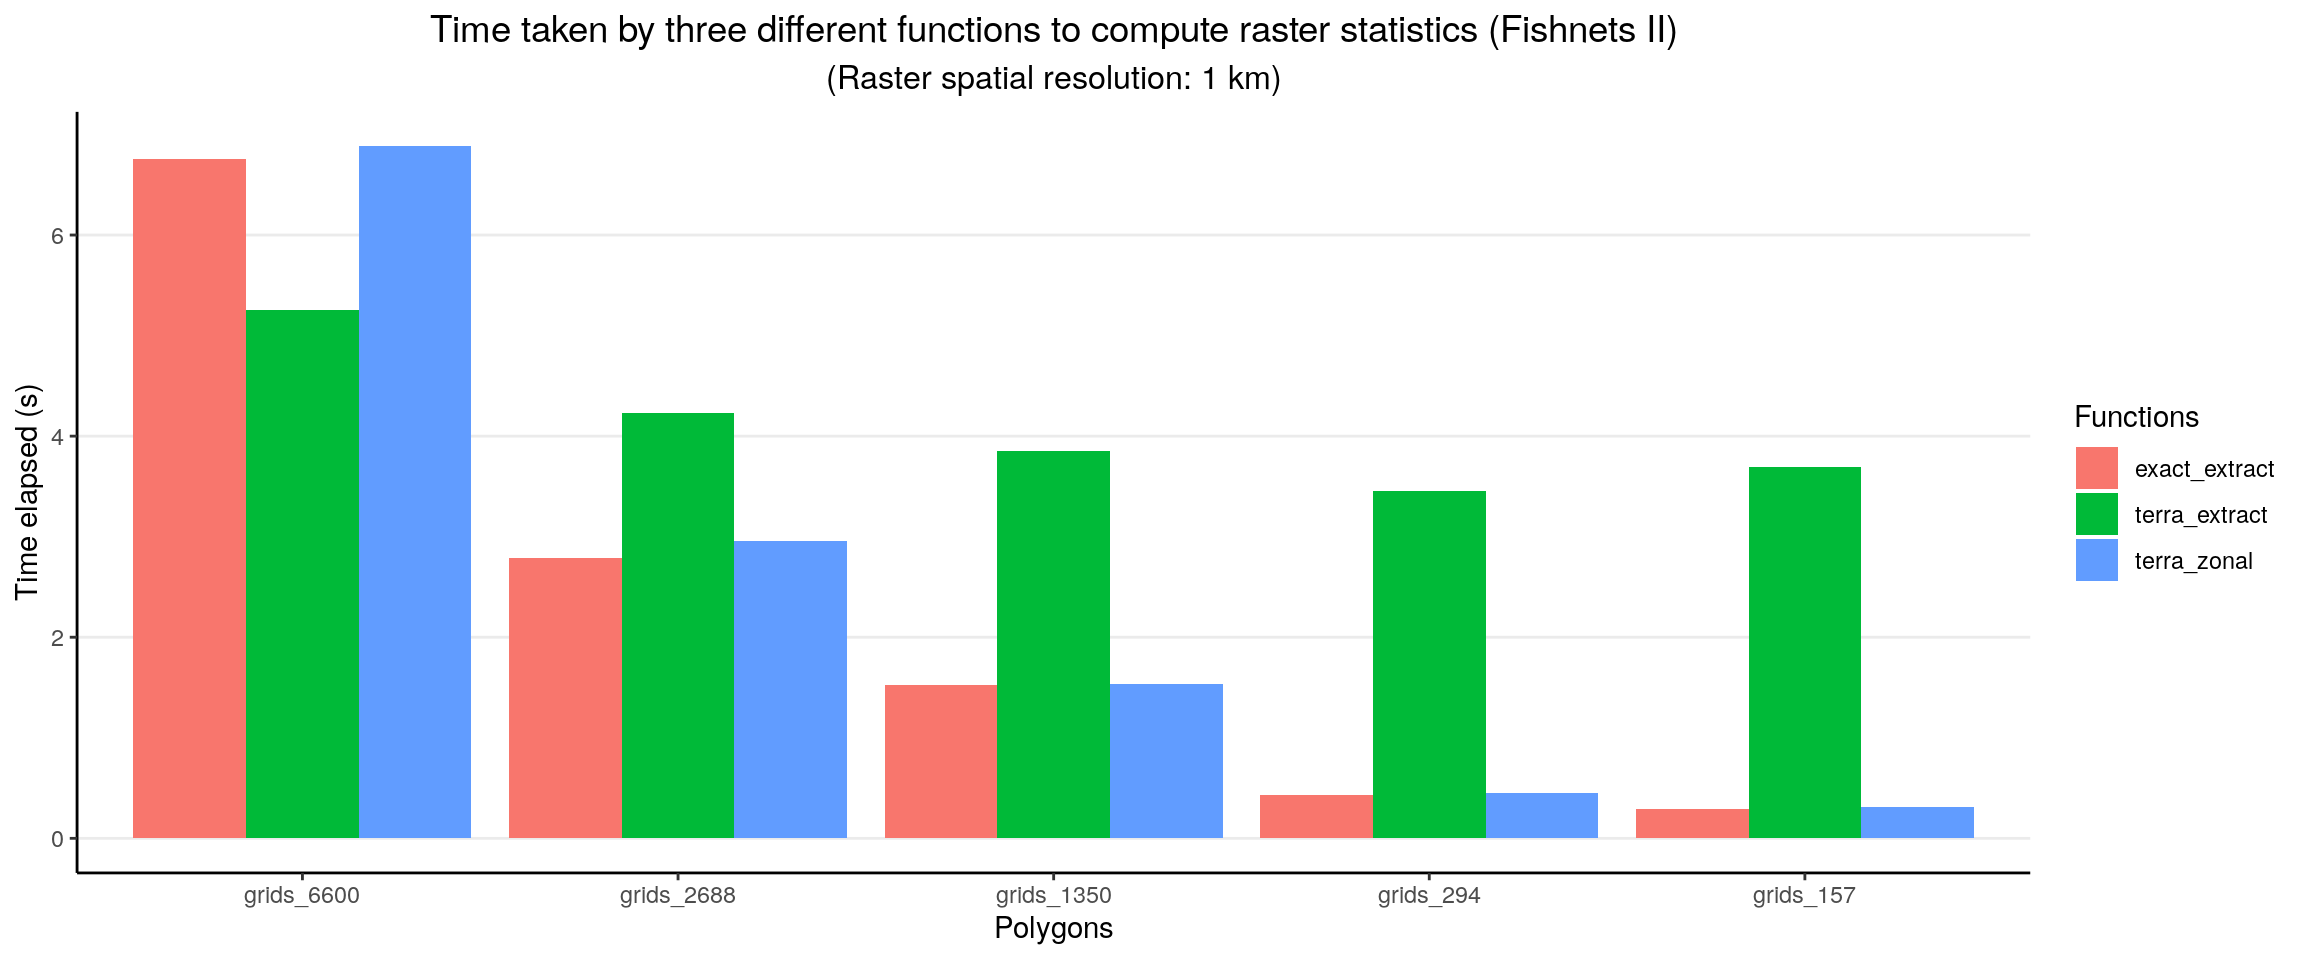 Time taken by three different functions to compute raster statistics (Fishnets II)
(Raster spatial resolution: 1 km)
Time elapsed (s)
6
4
2
0
grids_6600
grids_2688
grids_1350
grids_294
grids_157
Polygons
Functions
exact_extract
terra_extract
terra_zonal